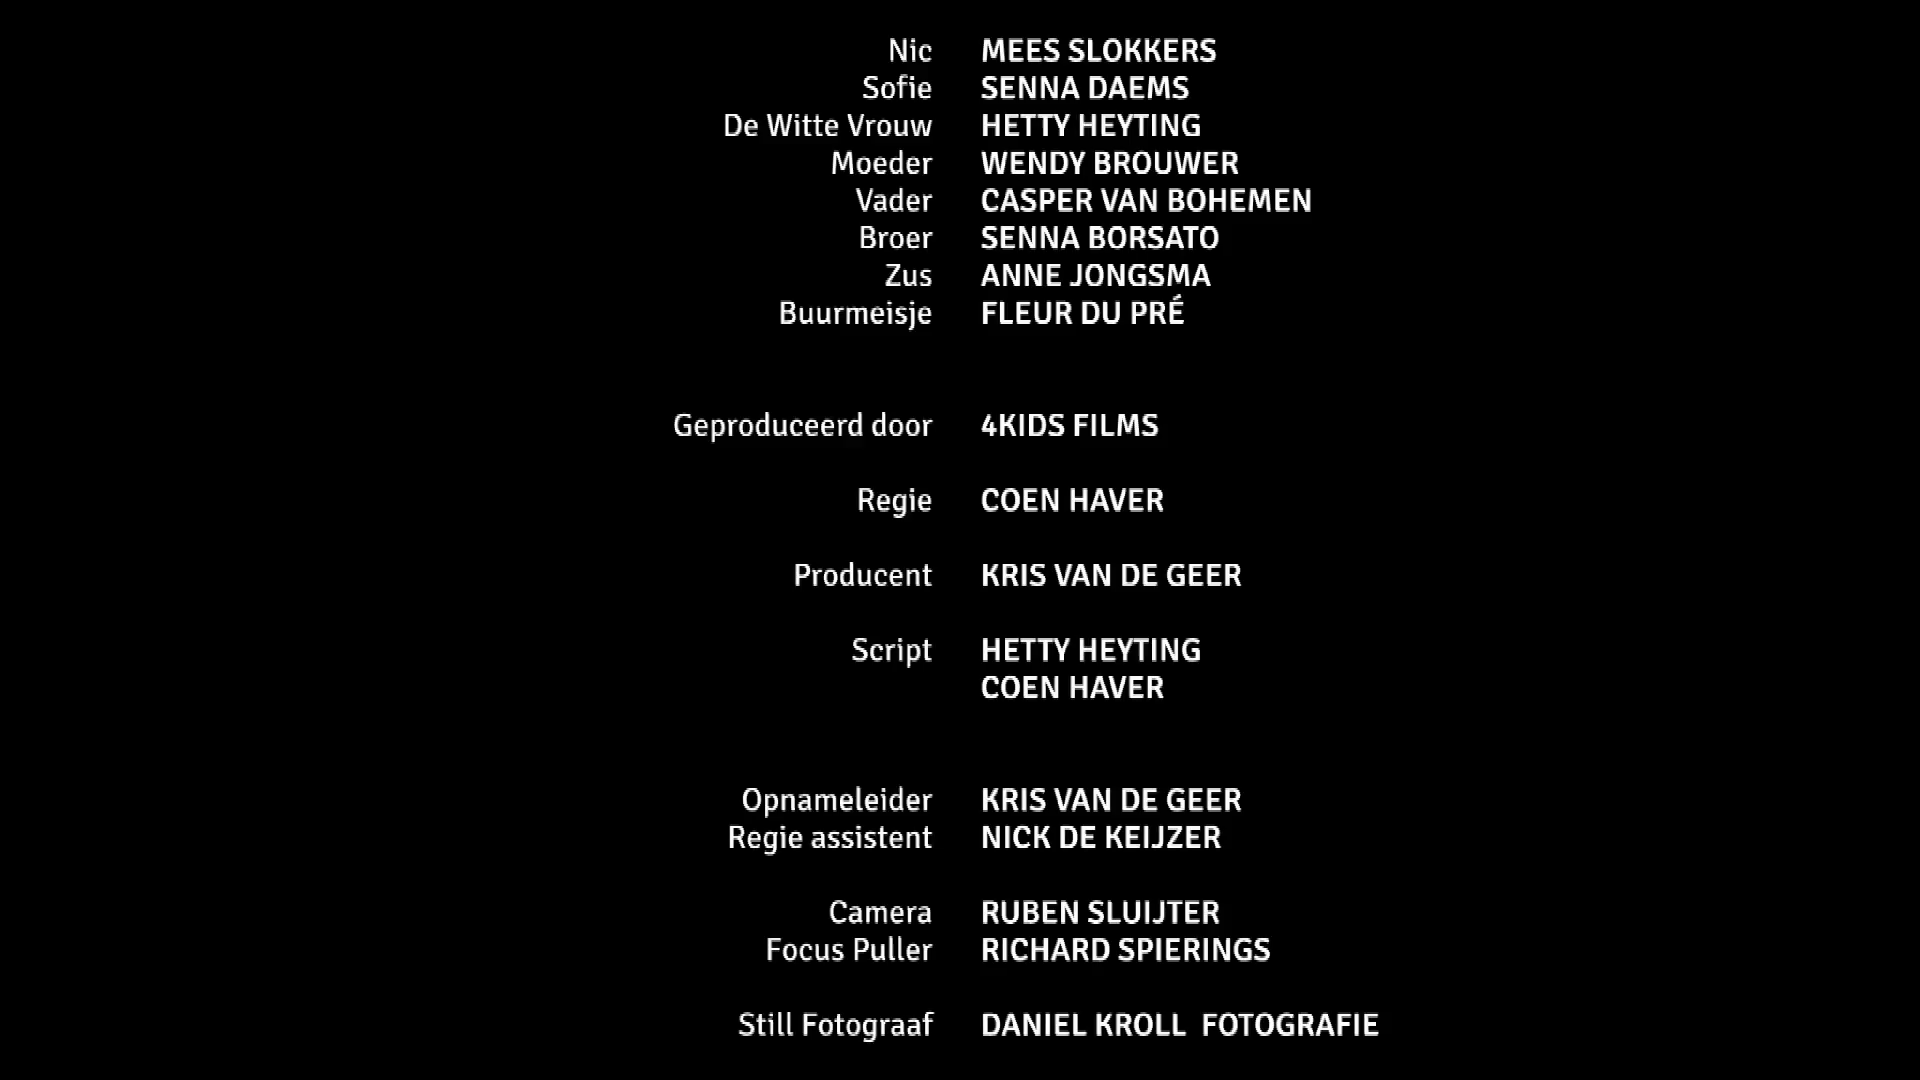 Nic MEES SLOKKERS
Sofie SENNA DAEMS
De Witte Vrouw HETTY HEYTING
Moeder WENDY BROUWER
Vader CASPER VAN BOHEMEN
Broer SENNA BORSATO
Zus ANNE JONGSMA
Buurmeisje FLEUR DU PRÉ
Geproduceerd door 4KIDS FILMS
Regie COEN HAVER
Producent KRIS VAN DE GEER
Script HETTY HEYTING
COEN HAVER
Opnameleider KRIS VAN DE GEER
Regie assistent NICK DE KEIJZER
Camera RUBEN SLUIJTER
Focus Puller RICHARD SPIERINGS
Still Fotograaf DANIEL KROLL FOTOGRAFIE